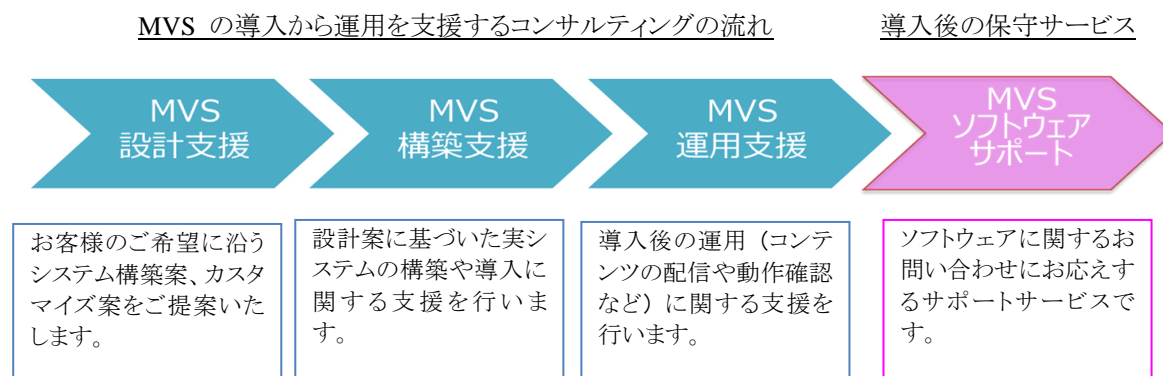 MVS の導入から運用を支援するコンサルティングの流れ
導入後の保守サービス
MVS
設計支援
MVS
構築支援
MVS
運用支援
MVS
ソフトウェア
サポート
お客様のご希望に沿う
システム構築案、カスタ
マイズ案をご提案いた
します。
設計案に基づいた実シ
ステムの構築や導入に
関する支援を行いま
す。
導入後の運用（コンテ
ンツの配信や動作確認
など）に関する支援を
行います。
ソフトウェアに関するお
問い合わせにお応えす
るサポートサービスで
す。